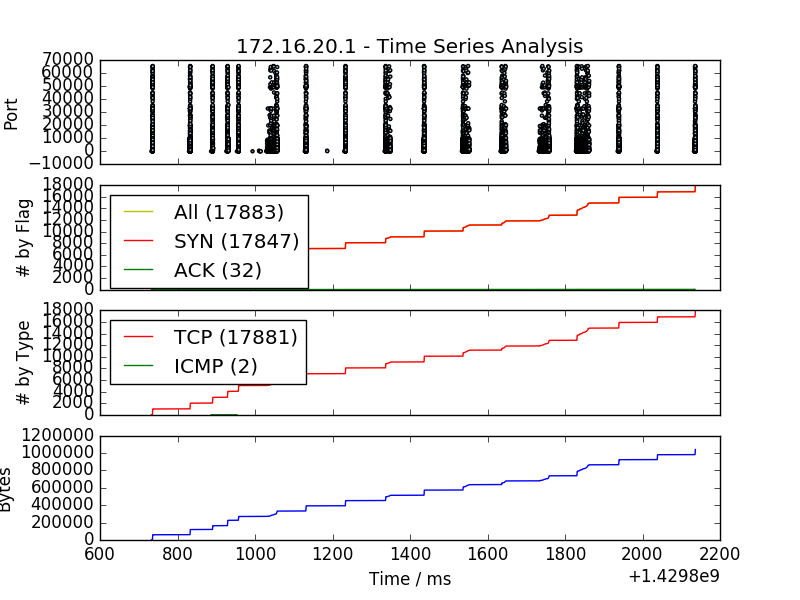 172.16.20.1 - Time Series Analysis
70000
60000
50000
40000
30000
20000
10000
0
−10000
Port
18000
16000
14000
12000
10000
8000
6000
4000
2000
0
# by Flag
All (17883)
SYN (17847)
ACK (32)
18000
16000
14000
12000
10000
8000
6000
4000
2000
0
# by Type
TCP (17881)
ICMP (2)
1200000
1000000
800000
600000
400000
200000
0
Bytes
600 800 1000 1200 1400 1600 1800 2000 2200
Time / ms
+1.4298e9